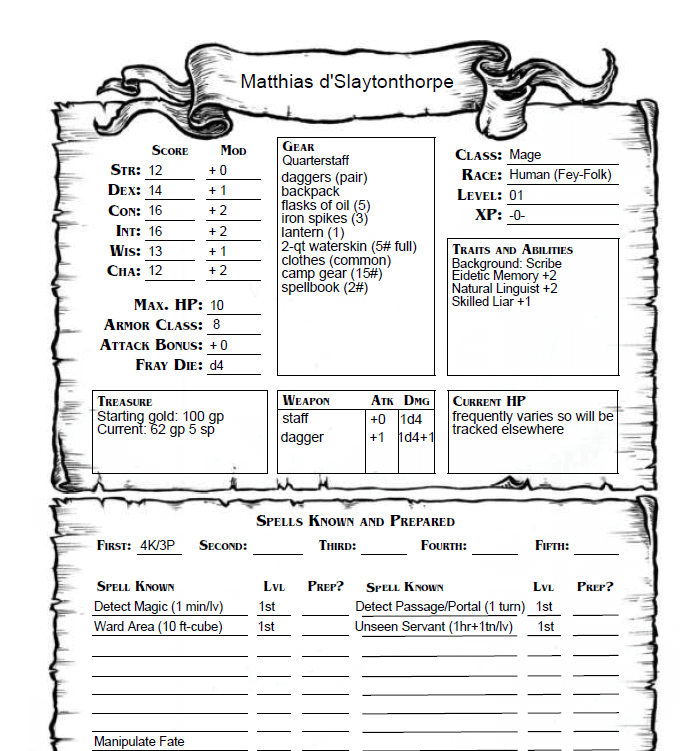 Matthias d'Slaytonthorpe
SCORE MOD
STR: 12 + 0
DEX: 14 + 1
CON: 16 + 2
INT: 16 + 2
WIS: 13 + 1
CHA: 12 + 2
MAX. HP: 10
ARMOR CLASS: 8
ATTACK BONUS: + 0
FRAY DIE: d4
GEAR
Quarterstaff
daggers (pair)
backpack
flasks of oil (5)
iron spikes (3)
lantern (1)
2-qt waterskin (5# full)
clothes (common)
camp gear (15#)
spellbook (2#)
CLASS: Mage
RACE: Human (Fey-Folk)
LEVEL: 01
XP: -0-
TRAITS AND ABILITIES
Background: Scribe
Eidetic Memory +2
Natural Linguist +2
Skilled Liar +1
TREASURE
Starting gold: 100 gp
Current: 62 gp 5 sp
WEAPON ATK DMG
staff +0 1d4
dagger +1 1d4+1
CURRENT HP
frequently varies so will be
tracked elsewhere
SPELLS KNOWN AND PREPARED
FIRST: 4K/3P SECOND: THIRD: FOURTH: FIFTH:
SPELL KNOWN LVL PREP? SPELL KNOWN LVL PREP?
Detect Magic (1 min/lv) 1st Detect Passage/Portal (1 turn) 1st
Ward Area (10 ft-cube) 1st Unseen Servant (1hr+1tn/lv) 1st
Manipulate Fate